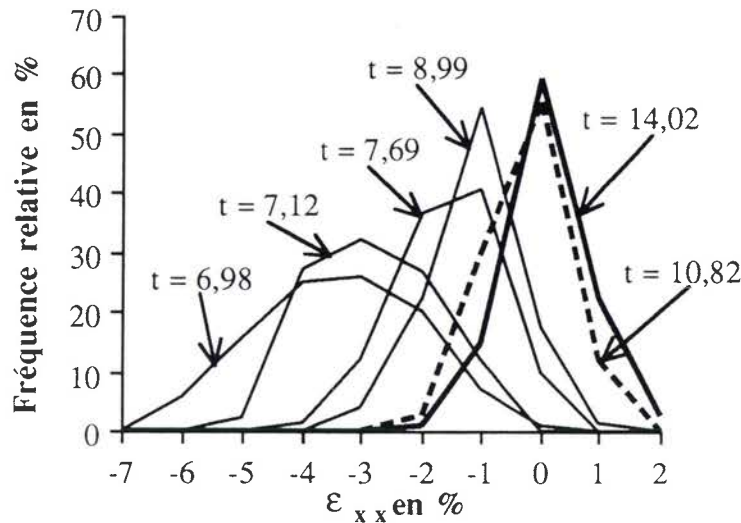 Fréquence relative en %
70
60
50
40
30
20
10
0
t = 8,99
t = 7,69
t = 14,02
t = 7,12
t = 6,98
t = 10,82
-7 -6 -5 -4 -3 -2 -1 0 1 2
ε xx en %